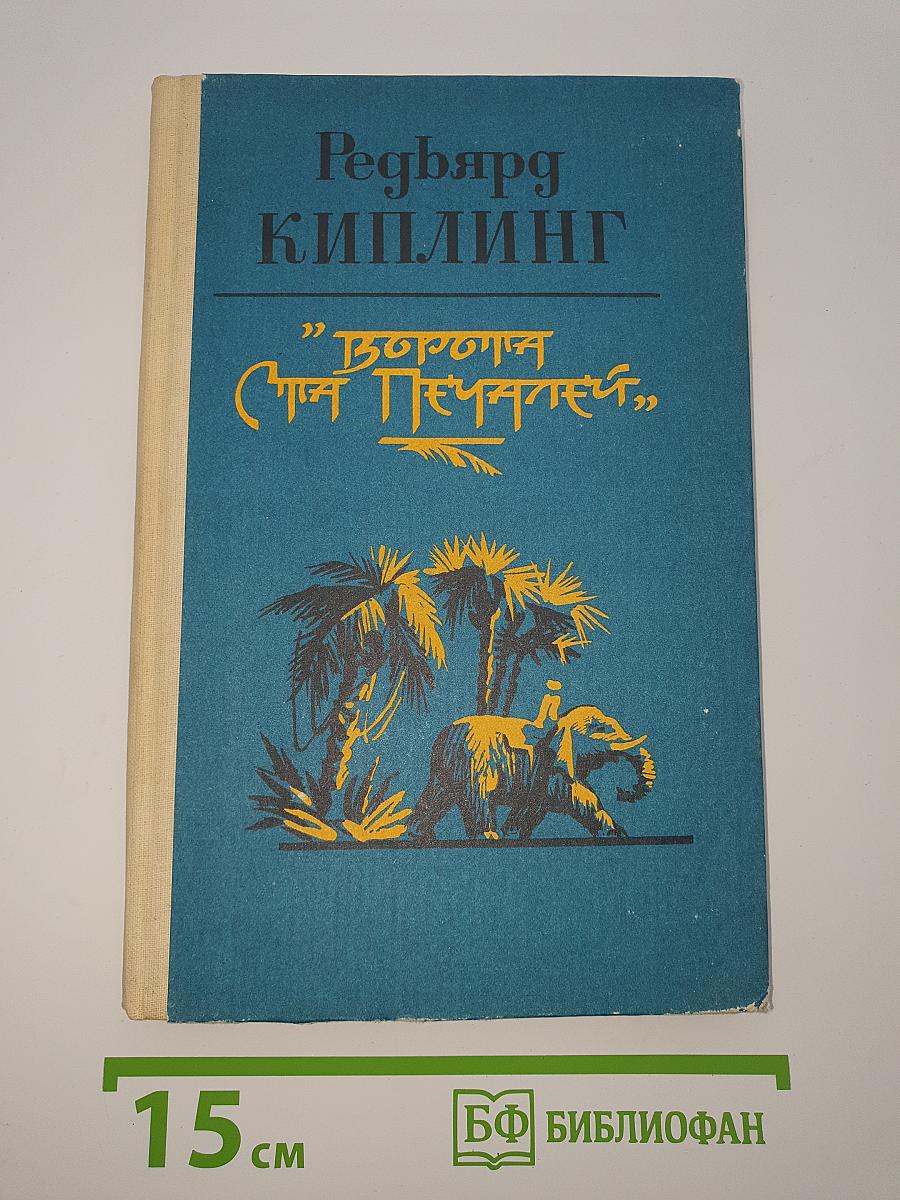 Редьярд
КИПЛИНГ
”Ворота
Ста Печалей„
15 см
БФ БИБЛИОФАН